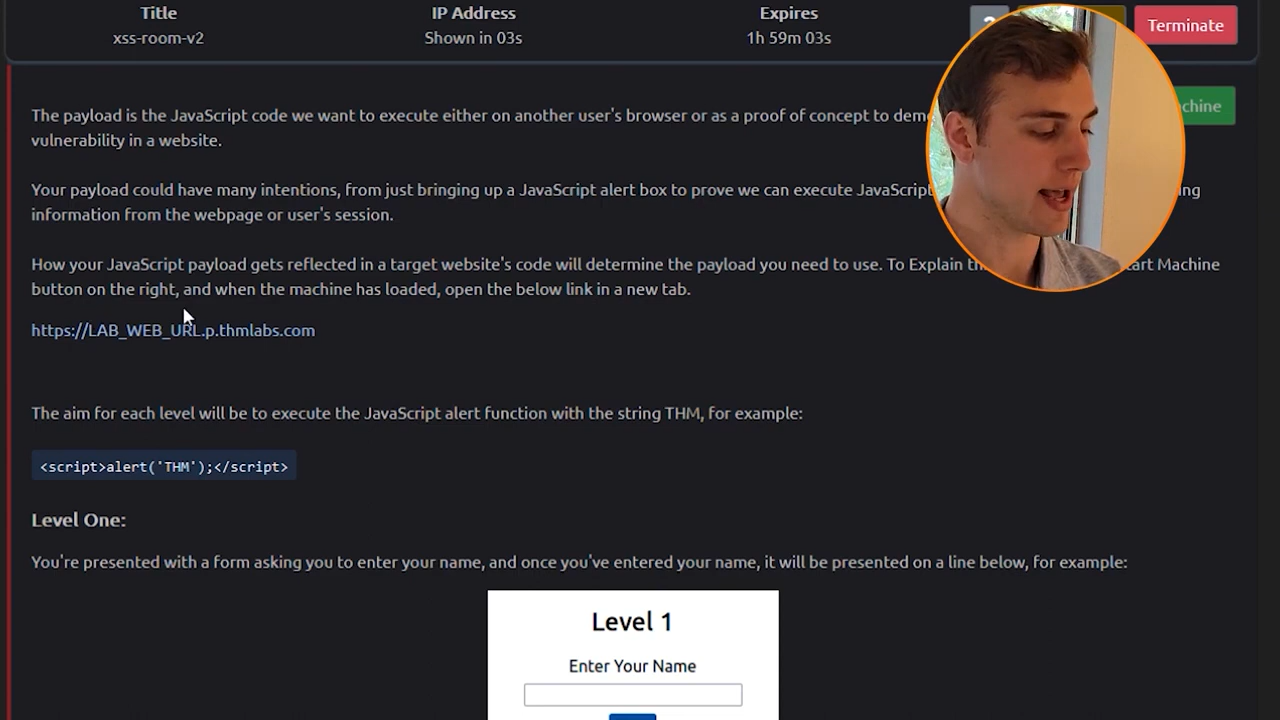 Title IP Address Expires
xss-room-v2 Shown in 03s 1h 59m 03s Terminate
The payload is the JavaScript code we want to execute either on another user's browser or as a proof of concept to
vulnerability in a website.
Your payload could have many intentions, from just bringing up a JavaScript alert box to prove we can execute JavaScript
information from the webpage or user's session.
How your JavaScript payload gets reflected in a target website's code will determine the payload you need to use. To Explain Machine
button on the right, and when the machine has loaded, open the below link in a new tab.
https://LAB_WEB_URL.p.thmlabs.com
The aim for each level will be to execute the JavaScript alert function with the string THM, for example:
<script>alert('THM');</script>
Level One:
You're presented with a form asking you to enter your name, and once you've entered your name, it will be presented on a line below, for example:
Level 1
Enter Your Name